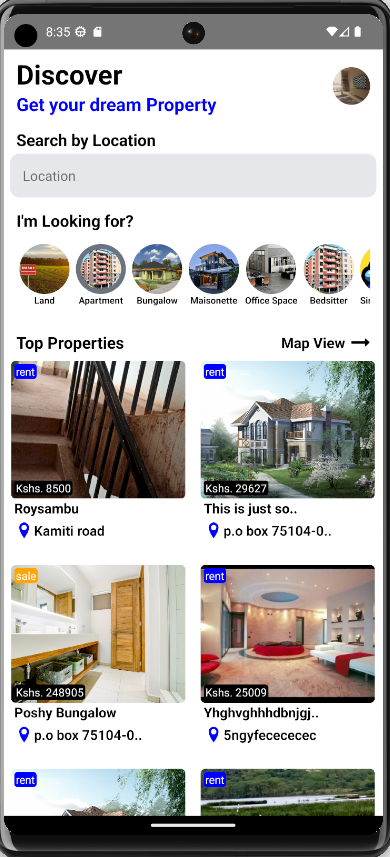 8:35
Discover
Get your dream Property
Search by Location
Location
I'm Looking for?
Land Apartment Bungalow Maisonette Office Space Bedsitter
Top Properties Map View
rent rent
Kshs. 8500 Kshs. 29627
Roysambu This is just so..
Kamiti road p.o box 75104-0..
sale rent
Kshs. 248905 Kshs. 25009
Poshy Bungalow Yhghvghhhdbnjgj..
p.o box 75104-0.. 5ngyfecececec
rent rent